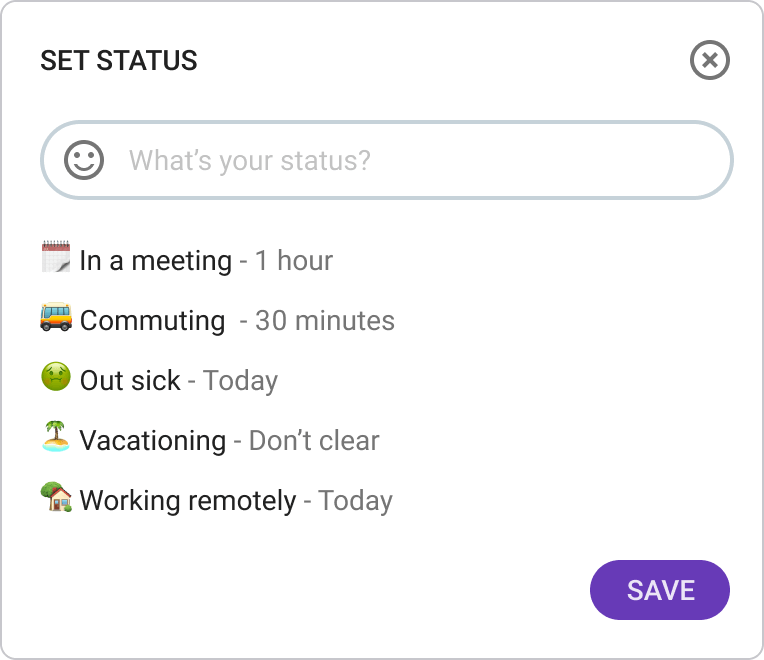 SET STATUS
What’s your status?
In a meeting - 1 hour
Commuting - 30 minutes
Out sick - Today
Vacationing - Don’t clear
Working remotely - Today
SAVE